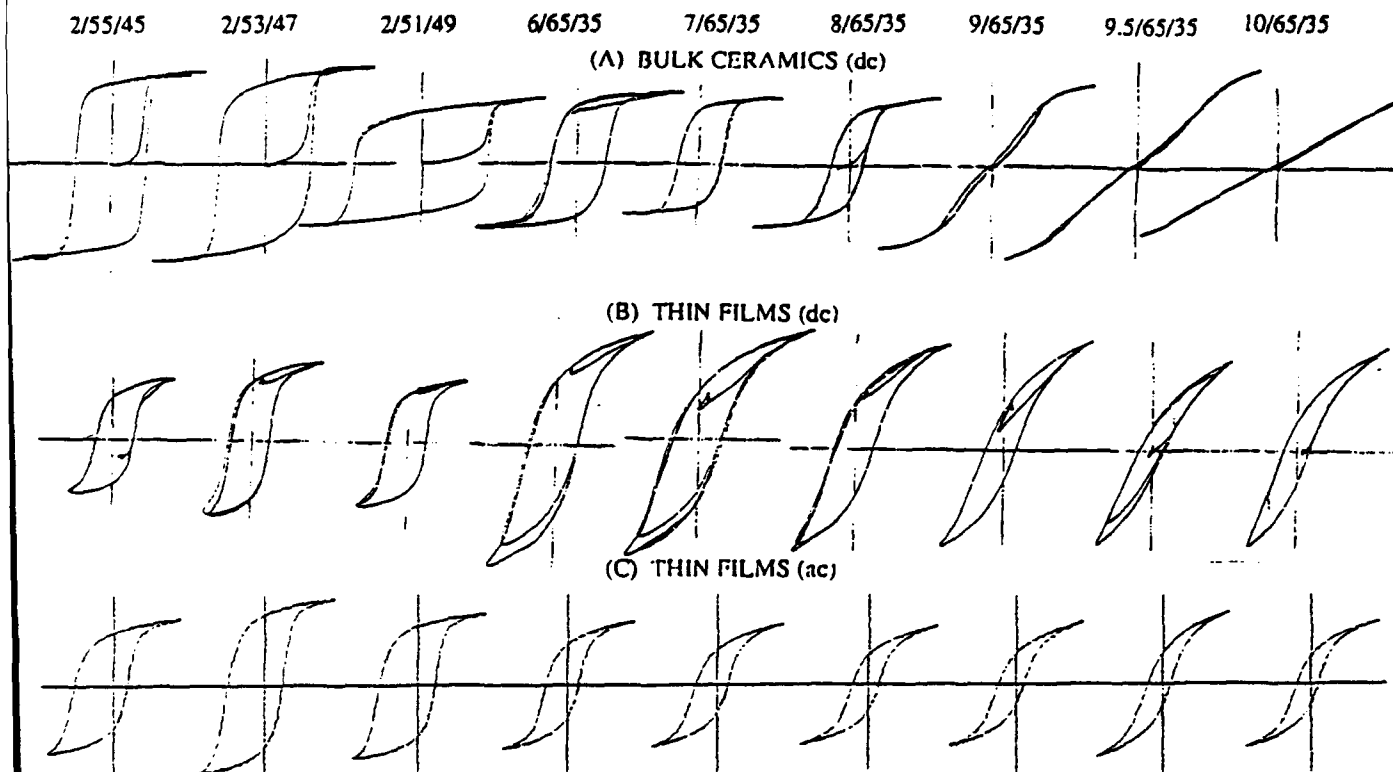 2/55/45 2/53/47 2/51/49 6/65/35 7/65/35 8/65/35 9/65/35 9.5/65/35 10/65/35
(A) BULK CERAMICS (dc)
(B) THIN FILMS (dc)
(C) THIN FILMS (ac)